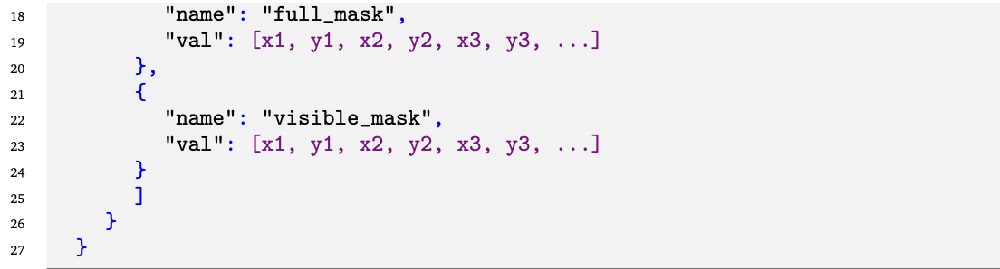 18 "name": "full_mask",
19 "val": [x1, y1, x2, y2, x3, y3, ...]
20 },
21 {
22 "name": "visible_mask",
23 "val": [x1, y1, x2, y2, x3, y3, ...]
24 }
25 ]
26 }
27 }